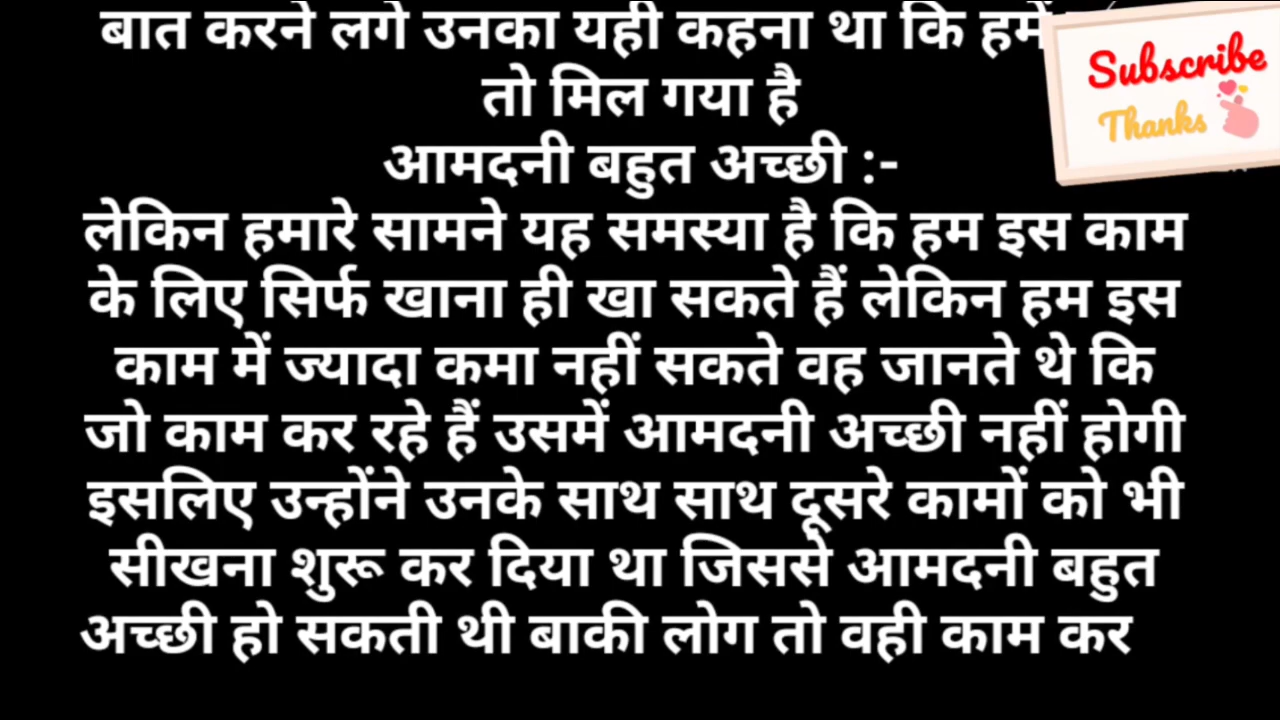 बात करने लगे उनका यही कहना था कि हमें
तो मिल गया है
आमदनी बहुत अच्छी :-
लेकिन हमारे सामने यह समस्या है कि हम इस काम
के लिए सिर्फ खाना ही खा सकते हैं लेकिन हम इस
काम में ज्यादा कमा नहीं सकते वह जानते थे कि
जो काम कर रहे हैं उसमें आमदनी अच्छी नहीं होगी
इसलिए उन्होंने उनके साथ साथ दूसरे कामों को भी
सीखना शुरू कर दिया था जिससे आमदनी बहुत
अच्छी हो सकती थी बाकी लोग तो वही काम कर
Subscribe
Thanks